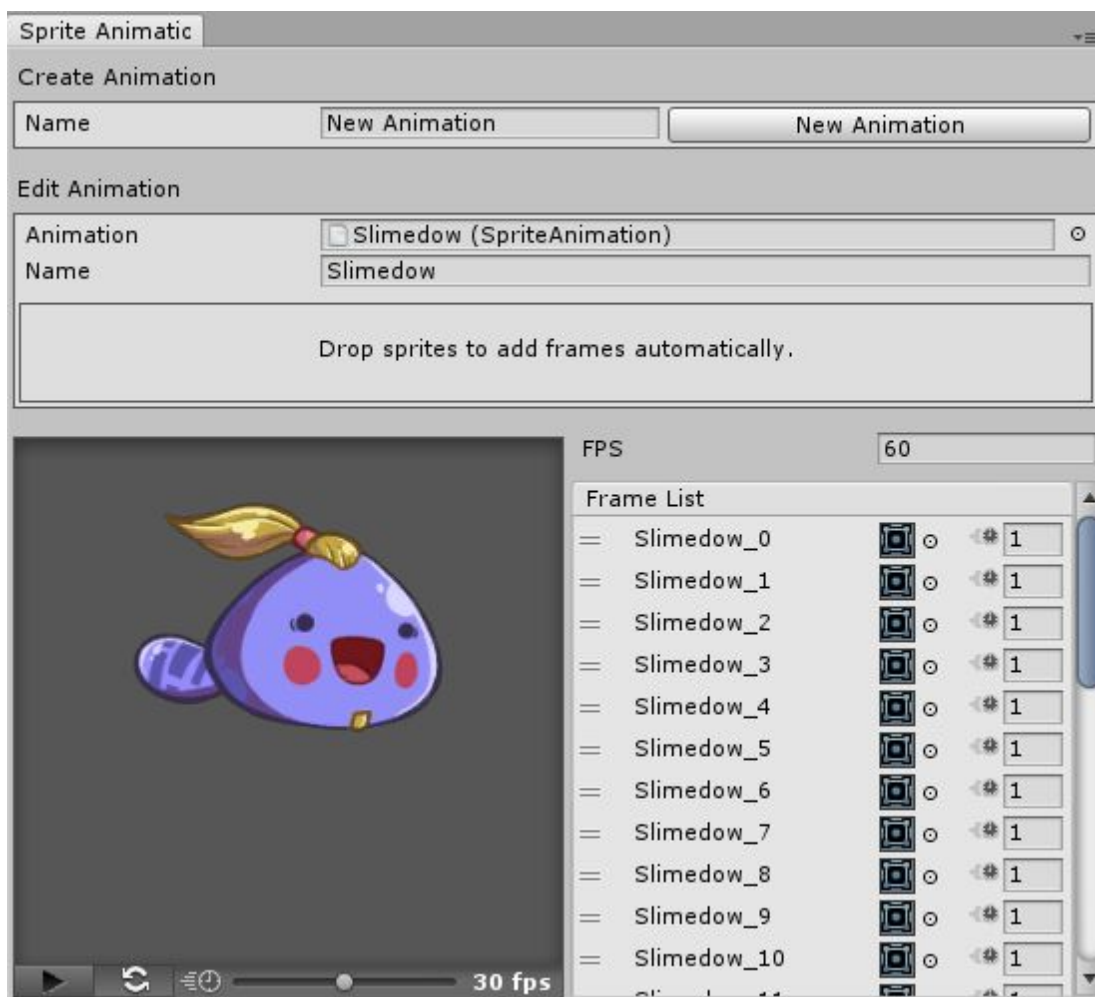 Sprite Animatic
Create Animation
Name New Animation New Animation
Edit Animation
Animation Slimedow (SpriteAnimation)
Name Slimedow
Drop sprites to add frames automatically.
FPS 60
Frame List
Slimedow_0 1
Slimedow_1 1
Slimedow_2 1
Slimedow_3 1
Slimedow_4 1
Slimedow_5 1
Slimedow_6 1
Slimedow_7 1
Slimedow_8 1
Slimedow_9 1
Slimedow_10 1
30 fps